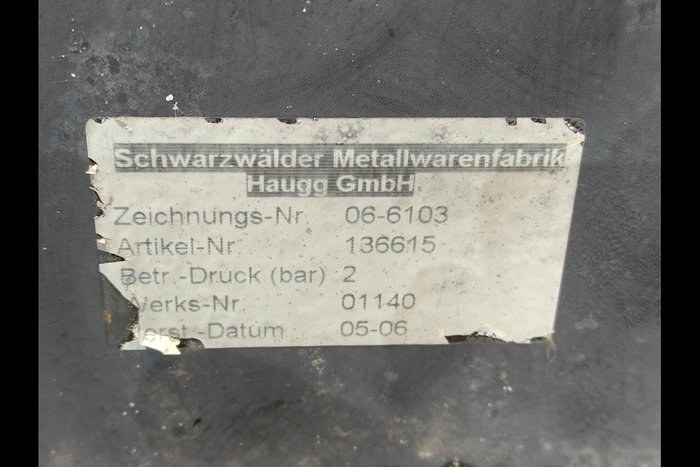 Schwarzwälder Metallwarenfabrik
Haugg GmbH
Zeichnungs-Nr. 06-6103
Artikel-Nr 136615
Betr.-Druck (bar) 2
Werks-Nr 01140
Herst.-Datum 05-06